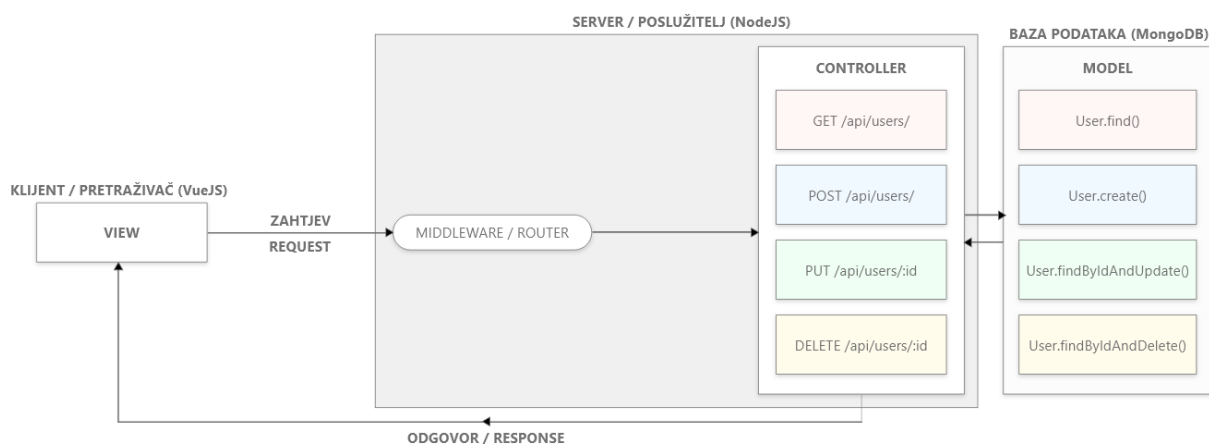 SERVER / POSLUŽITELJ (NodeJS)
BAZA PODATAKA (MongoDB)
CONTROLLER
MODEL
GET /api/users/
User.find()
POST /api/users/
User.create()
KLIJENT / PRETRAŽIVAČ (VueJS)
VIEW
ZAHTJEV
REQUEST
MIDDLEWARE / ROUTER
PUT /api/users/:id
User.findByIdAndUpdate()
DELETE /api/users/:id
User.findByIdAndDelete()
ODGOVOR / RESPONSE